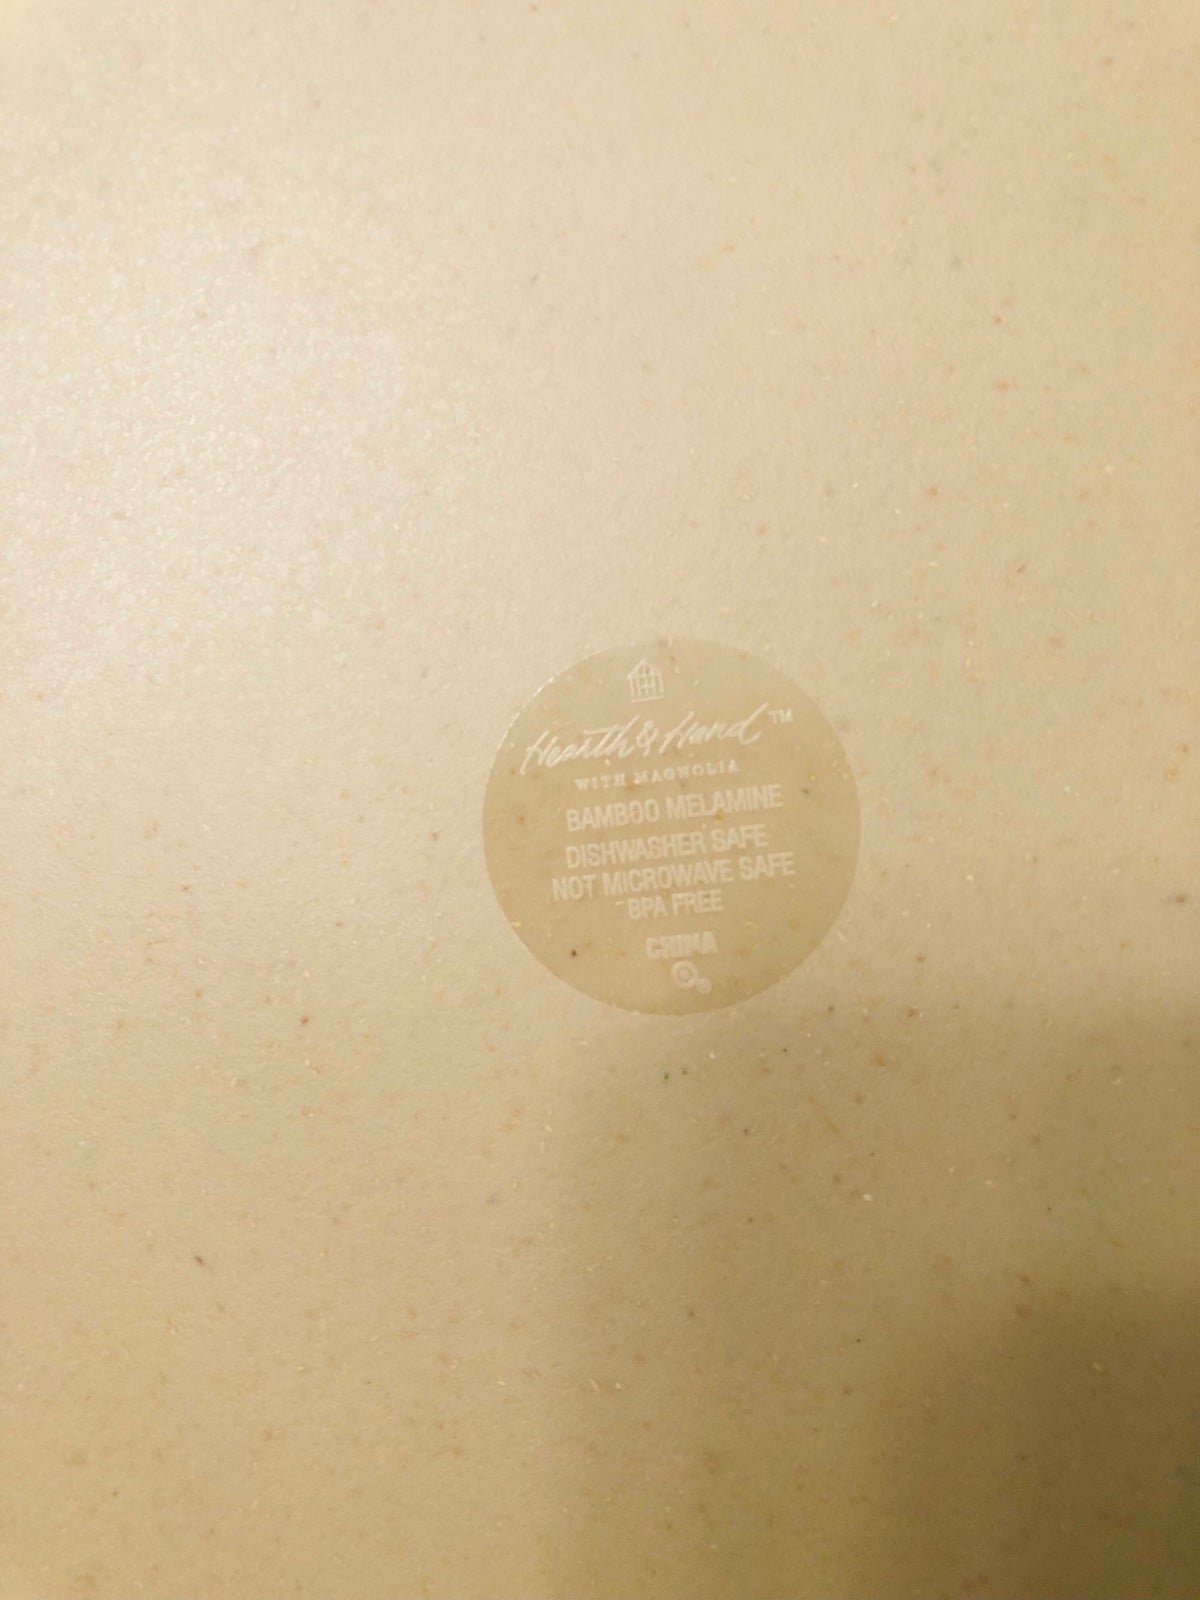 Hearth & Hand™
WITH MAGNOLIA
BAMBOO MELAMINE
DISHWASHER SAFE
NOT MICROWAVE SAFE
BPA FREE
CHINA